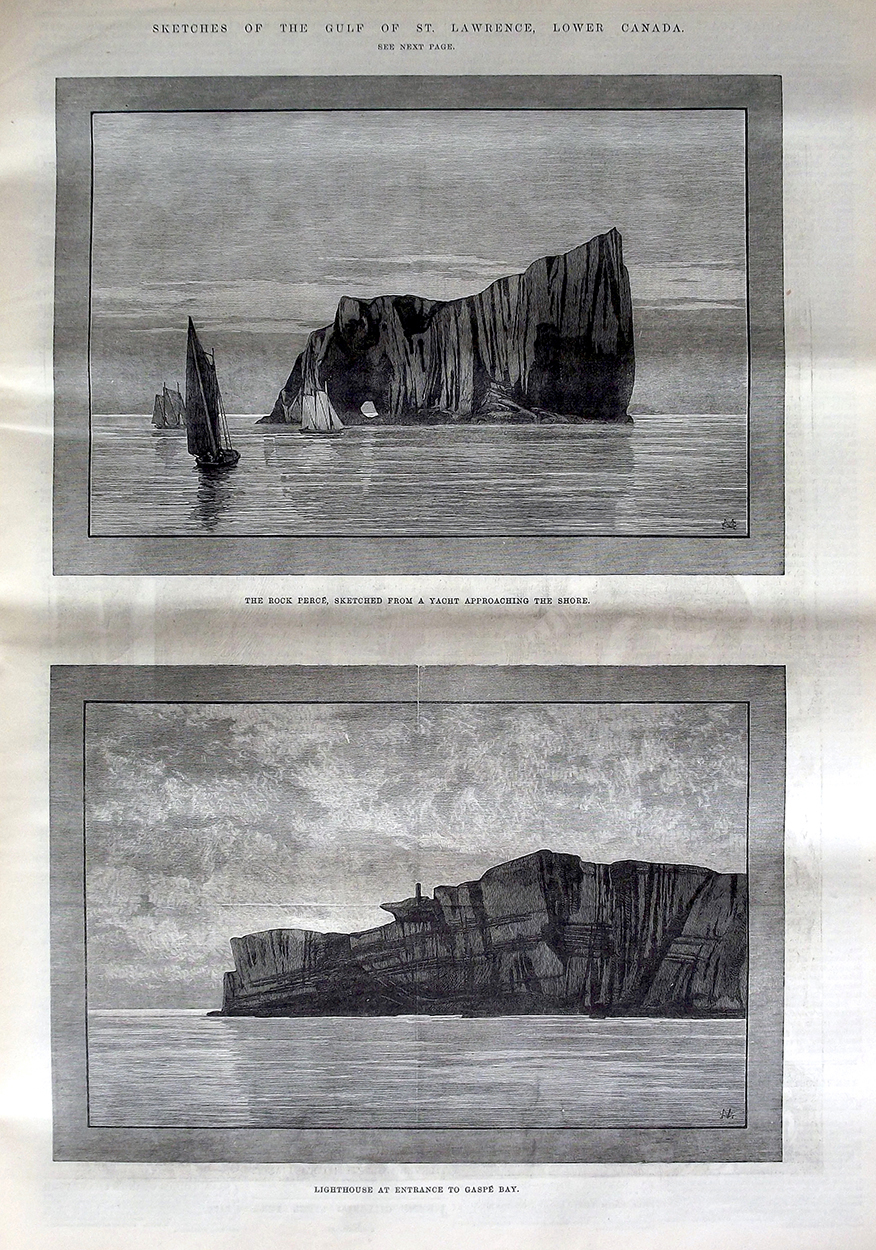 SKETCHES OF THE GULF OF ST. LAWRENCE, LOWER CANADA.
SEE NEXT PAGE.
THE ROCK PERCÉ, SKETCHED FROM A YACHT APPROACHING THE SHORE.
LIGHTHOUSE AT ENTRANCE TO GASPÉ BAY.